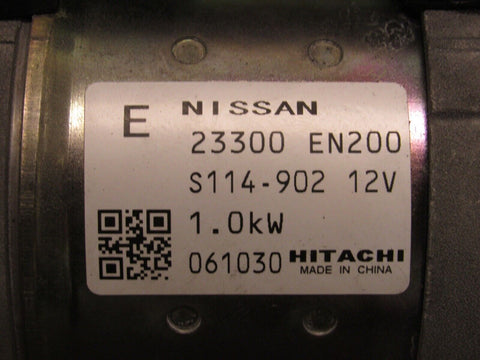 E NISSAN
23300 EN200
S114-902 12V
1.0kW
061030 HITACHI
MADE IN CHINA